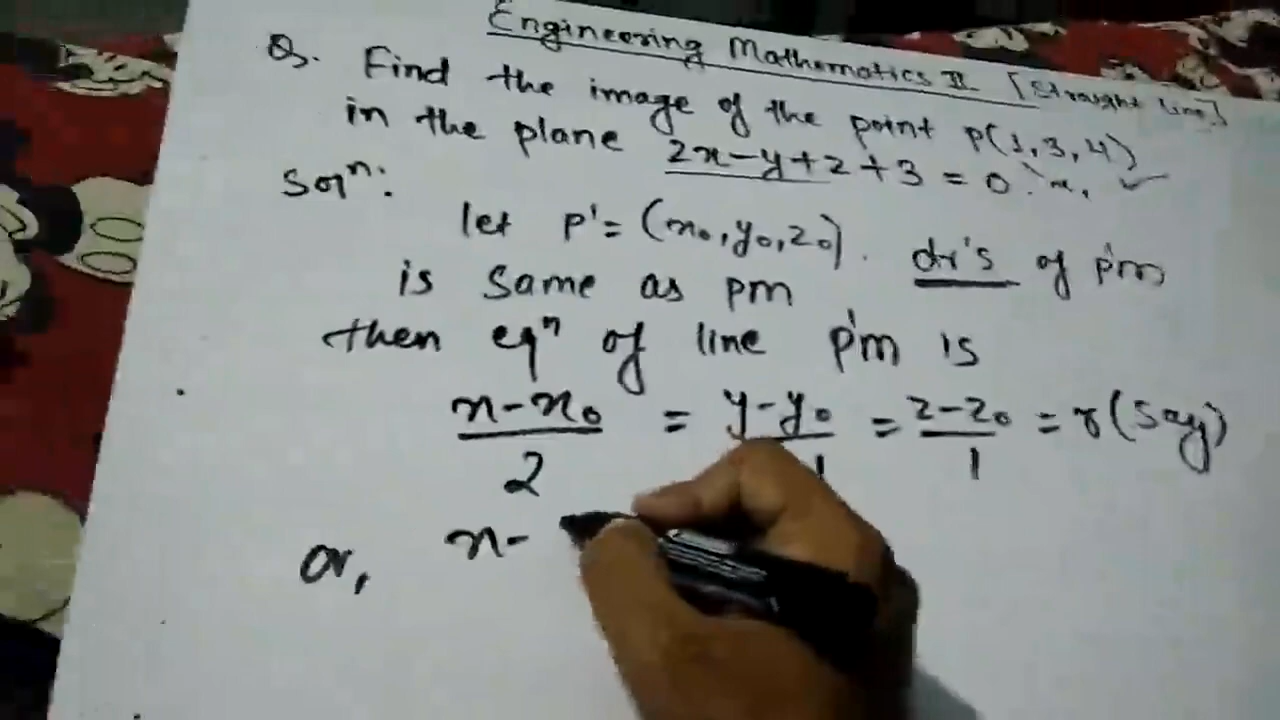 Engineering Mathematics II [Straight Line]
Q. Find the image of the point P(1,3,4)
in the plane 2x-y+z+3=0
Solⁿ:
let p'= (x₀,y₀,z₀). dr's of p'm
is same as pm
then eqⁿ of line p'm is
x-x₀/2 = y-y₀/1 = z-z₀/1 = r(say)
or, x-